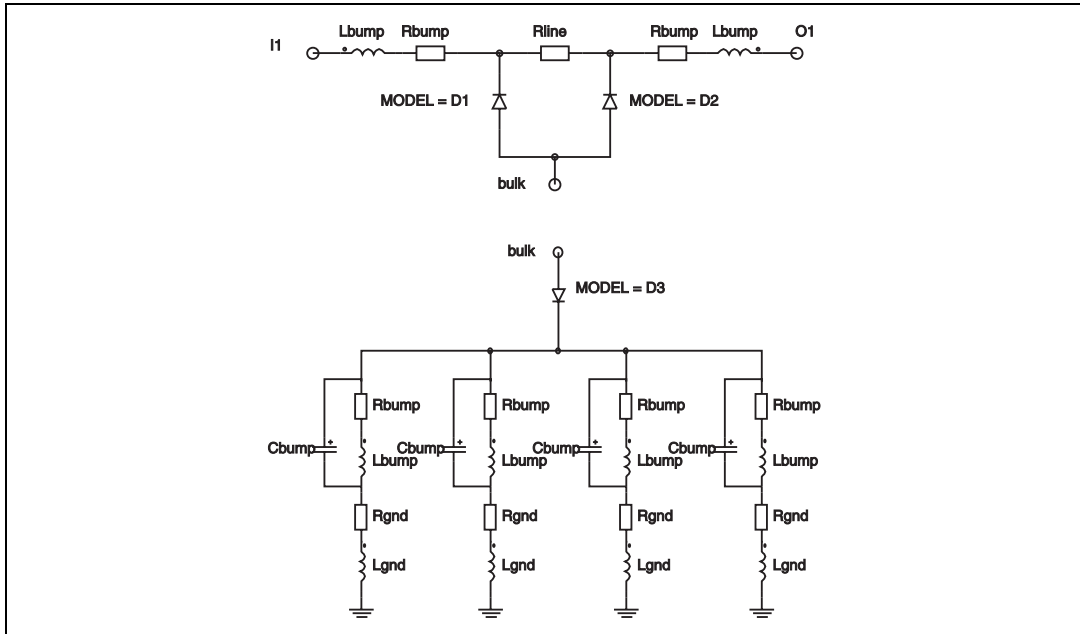 Lbump Rbump Rline Rbump Lbump O1
I1
MODEL = D1 MODEL = D2
bulk
bulk
MODEL = D3
Rbump Rbump Rbump Rbump
Cbump Cbump Cbump Cbump
Lbump Lbump Lbump Lbump
Rgnd Rgnd Rgnd Rgnd
Lgnd Lgnd Lgnd Lgnd